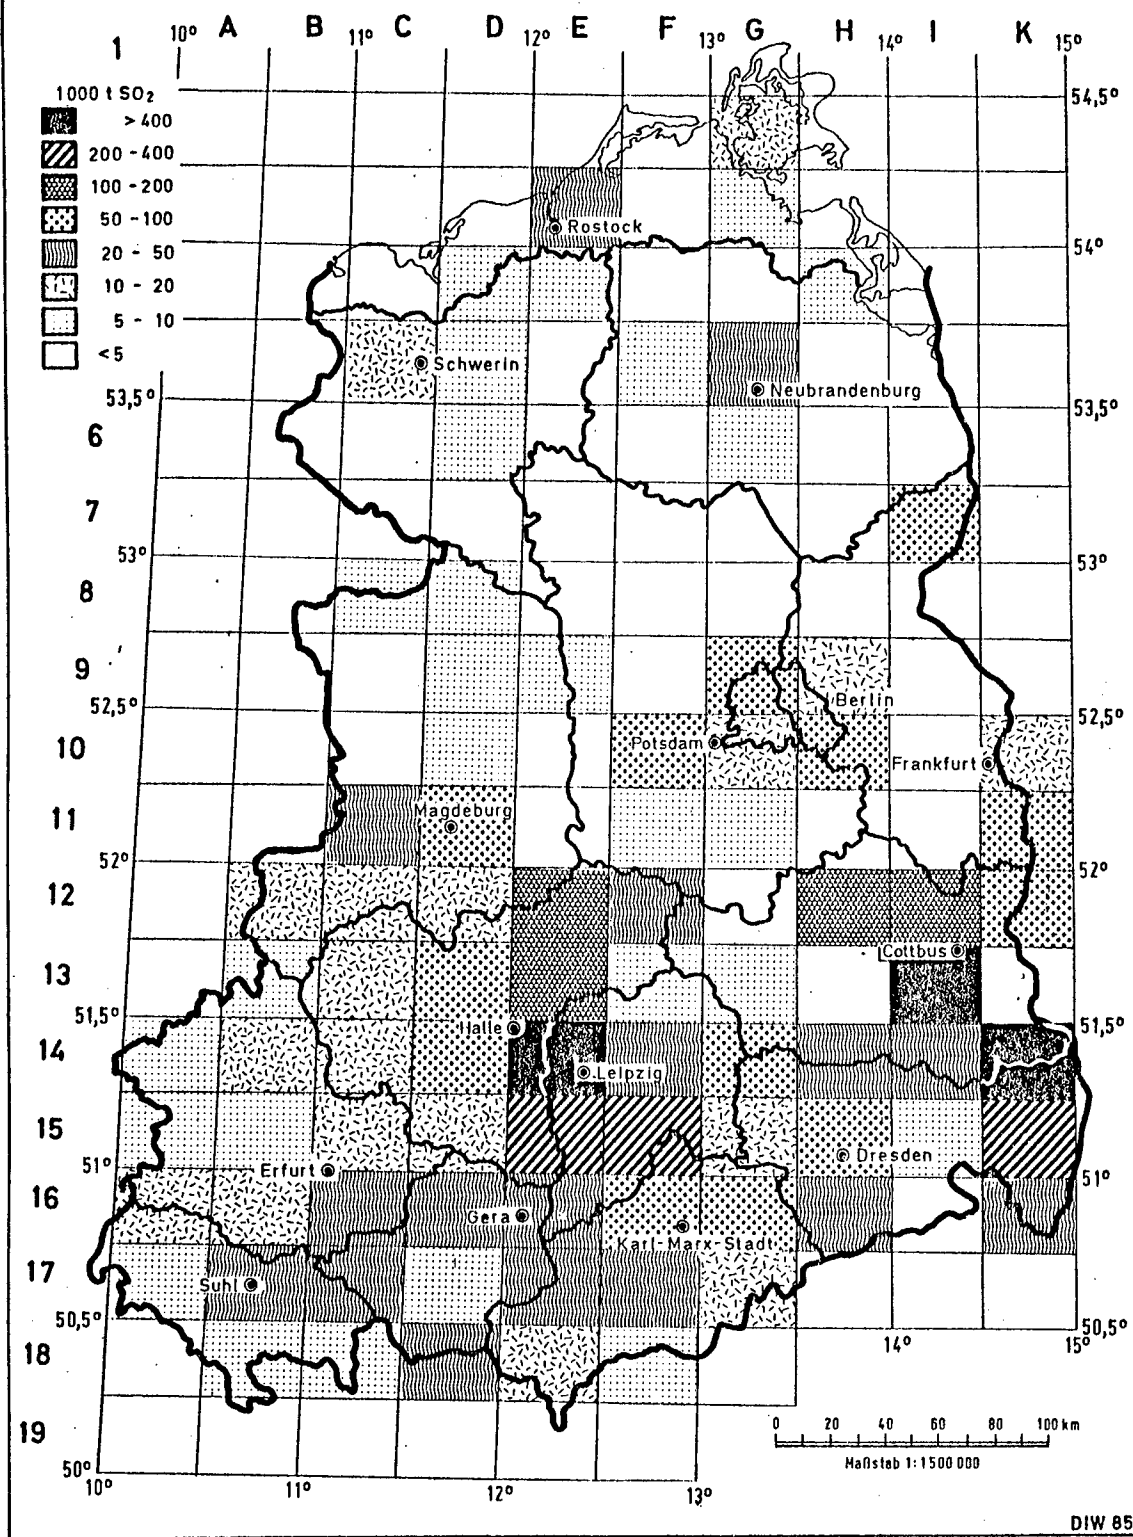 1 10° A B 11° C D 12° E F 13° G H 14° I K 15°
1000 t SO₂
> 400
200 - 400
100 - 200
50 - 100
20 - 50
10 - 20
5 - 10
< 5
54,5°
Rostock
54°
Schwerin
Neubrandenburg
53,5° 53,5°
6
7
53° 53°
8
9
Berlin
52,5° 52,5°
10 Potsdam
Frankfurt
11 Magdeburg
52° 52°
12
Cottbus
13
51,5° Halle 51,5°
14 Leipzig
15
Dresden
51° Erfurt 51°
16
Gera
Karl-Marx-Stadt
17
Suhl
50,5° 50,5°
14° 15°
18
0 20 40 60 80 100 km
19
Maßstab 1:1500 000
50°
10° 11° 12° 13°
DIW 85